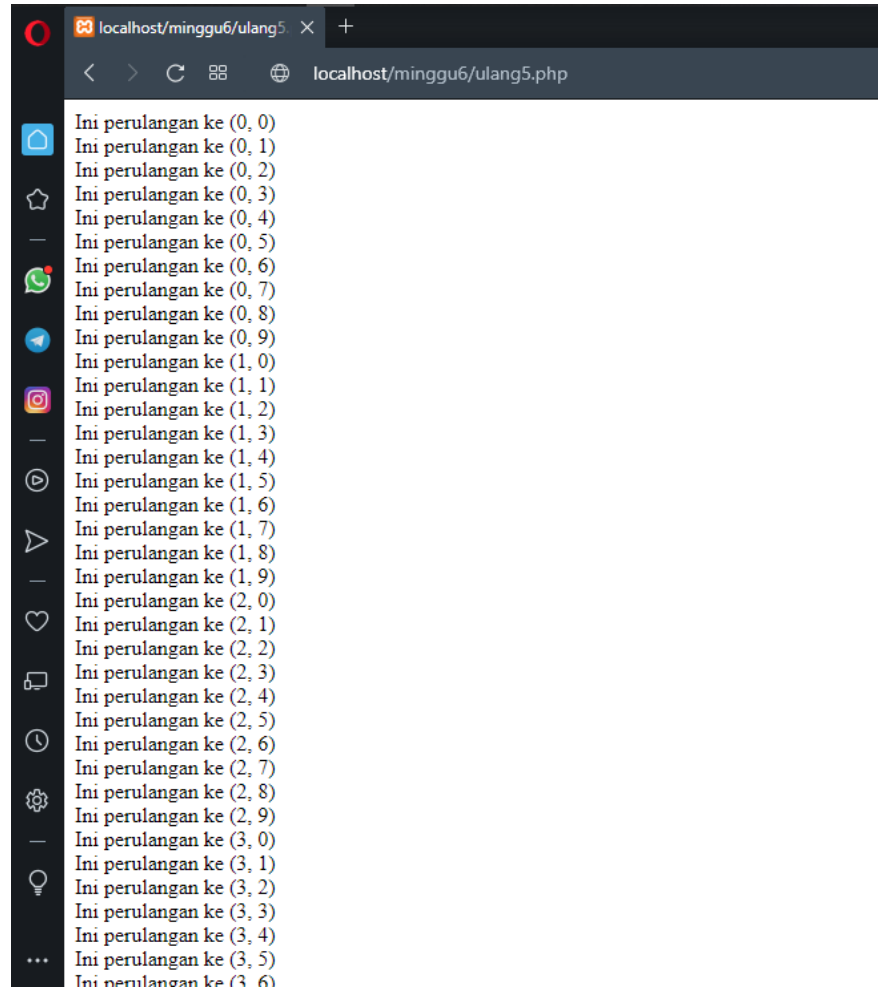 localhost/minggu6/ulang5.
localhost/minggu6/ulang5.php
Ini perulangan ke (0, 0)
Ini perulangan ke (0, 1)
Ini perulangan ke (0, 2)
Ini perulangan ke (0, 3)
Ini perulangan ke (0, 4)
Ini perulangan ke (0, 5)
Ini perulangan ke (0, 6)
Ini perulangan ke (0, 7)
Ini perulangan ke (0, 8)
Ini perulangan ke (0, 9)
Ini perulangan ke (1, 0)
Ini perulangan ke (1, 1)
Ini perulangan ke (1, 2)
Ini perulangan ke (1, 3)
Ini perulangan ke (1, 4)
Ini perulangan ke (1, 5)
Ini perulangan ke (1, 6)
Ini perulangan ke (1, 7)
Ini perulangan ke (1, 8)
Ini perulangan ke (1, 9)
Ini perulangan ke (2, 0)
Ini perulangan ke (2, 1)
Ini perulangan ke (2, 2)
Ini perulangan ke (2, 3)
Ini perulangan ke (2, 4)
Ini perulangan ke (2, 5)
Ini perulangan ke (2, 6)
Ini perulangan ke (2, 7)
Ini perulangan ke (2, 8)
Ini perulangan ke (2, 9)
Ini perulangan ke (3, 0)
Ini perulangan ke (3, 1)
Ini perulangan ke (3, 2)
Ini perulangan ke (3, 3)
Ini perulangan ke (3, 4)
Ini perulangan ke (3, 5)
Ini perulangan ke (3, 6)